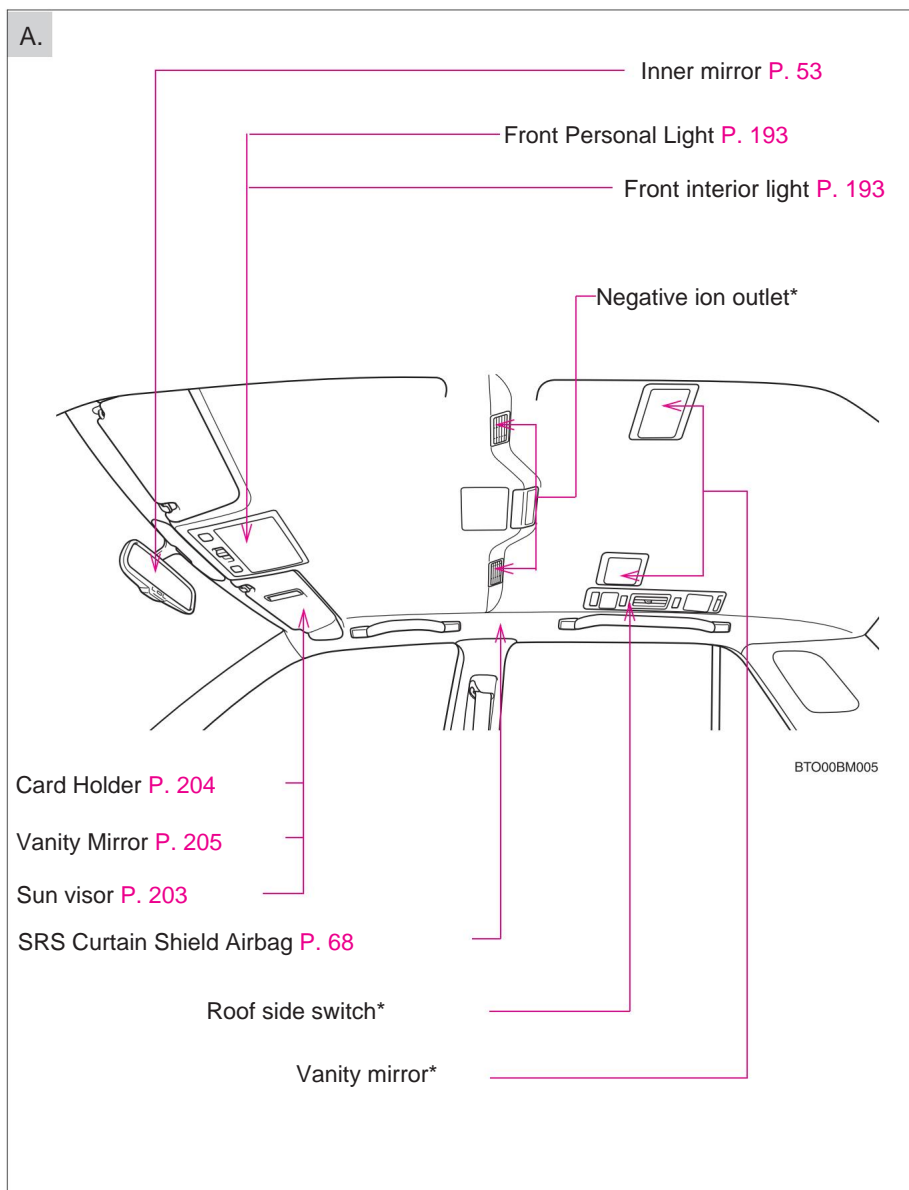 A.
Inner mirror P. 53
Front Personal Light P. 193
Front interior light P. 193
Negative ion outlet*
BTO00BM005
Card Holder P. 204
Vanity Mirror P. 205
Sun visor P. 203
SRS Curtain Shield Airbag P. 68
Roof side switch*
Vanity mirror*